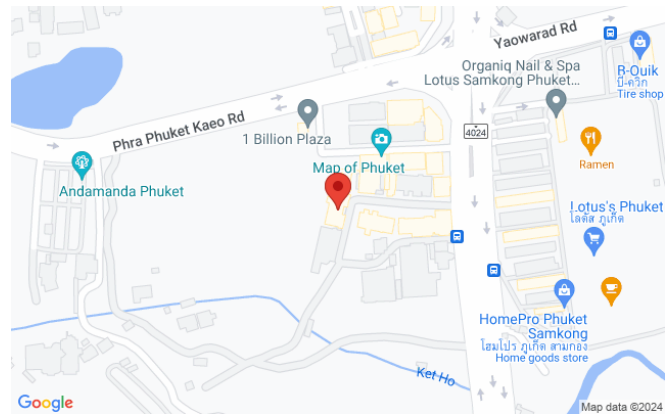 Yaowarad Rd
Organiq Nail & Spa
Lotus Samkong Phuket...
B-Quik
บี-ควิก
Tire shop
Phra Phuket Kaeo Rd
1 Billion Plaza
4024
Map of Phuket
Ramen
Andamanda Phuket
Lotus's Phuket
โลตัส ภูเก็ต
HomePro Phuket
Samkong
โฮมโปร ภูเก็ต สามกอง
Home goods store
Ket Ho
Google
Map data ©2024